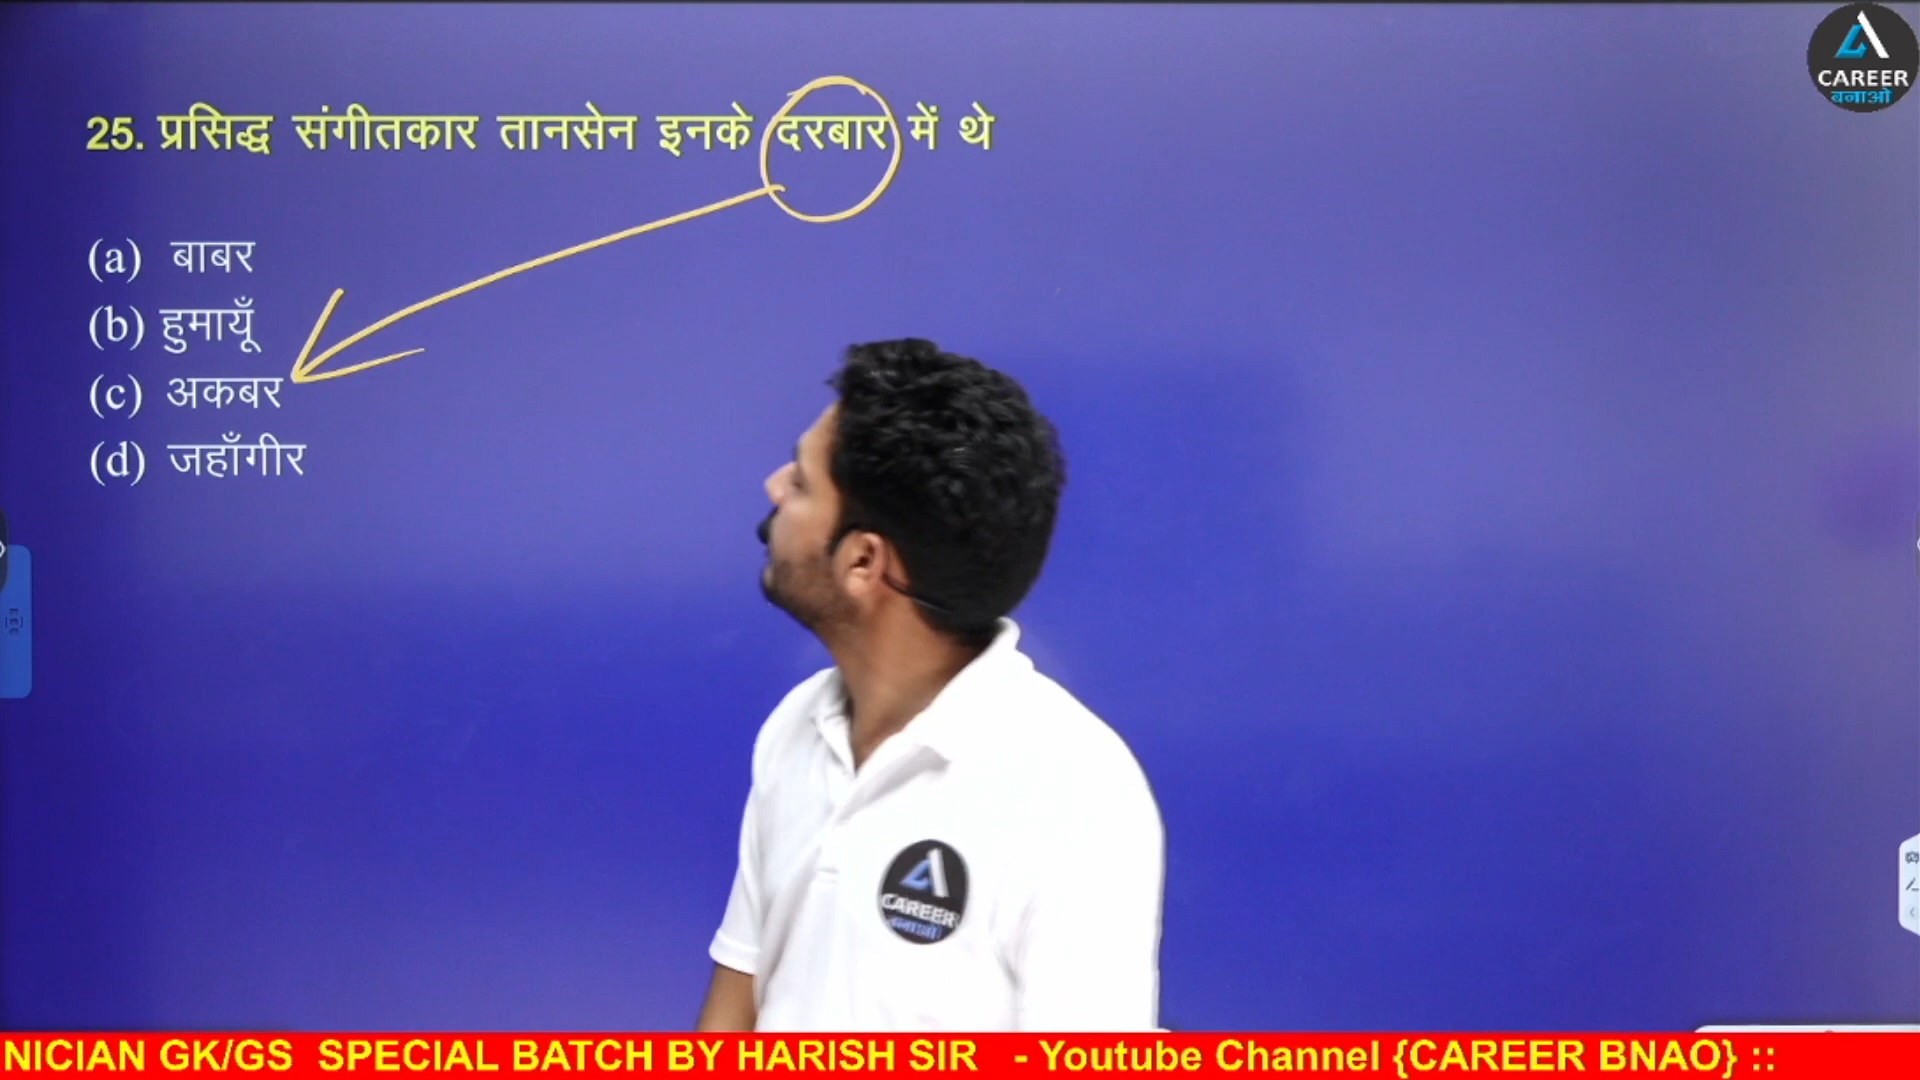 CAREER
बनाओ
25. प्रसिद्ध संगीतकार तानसेन इनके दरबार में थे
(a) बाबर
(b) हुमायूँ
(c) अकबर
(d) जहाँगीर
CAREER
NICIAN GK/GS SPECIAL BATCH BY HARISH SIR - Youtube Channel {CAREER BNAO} ::